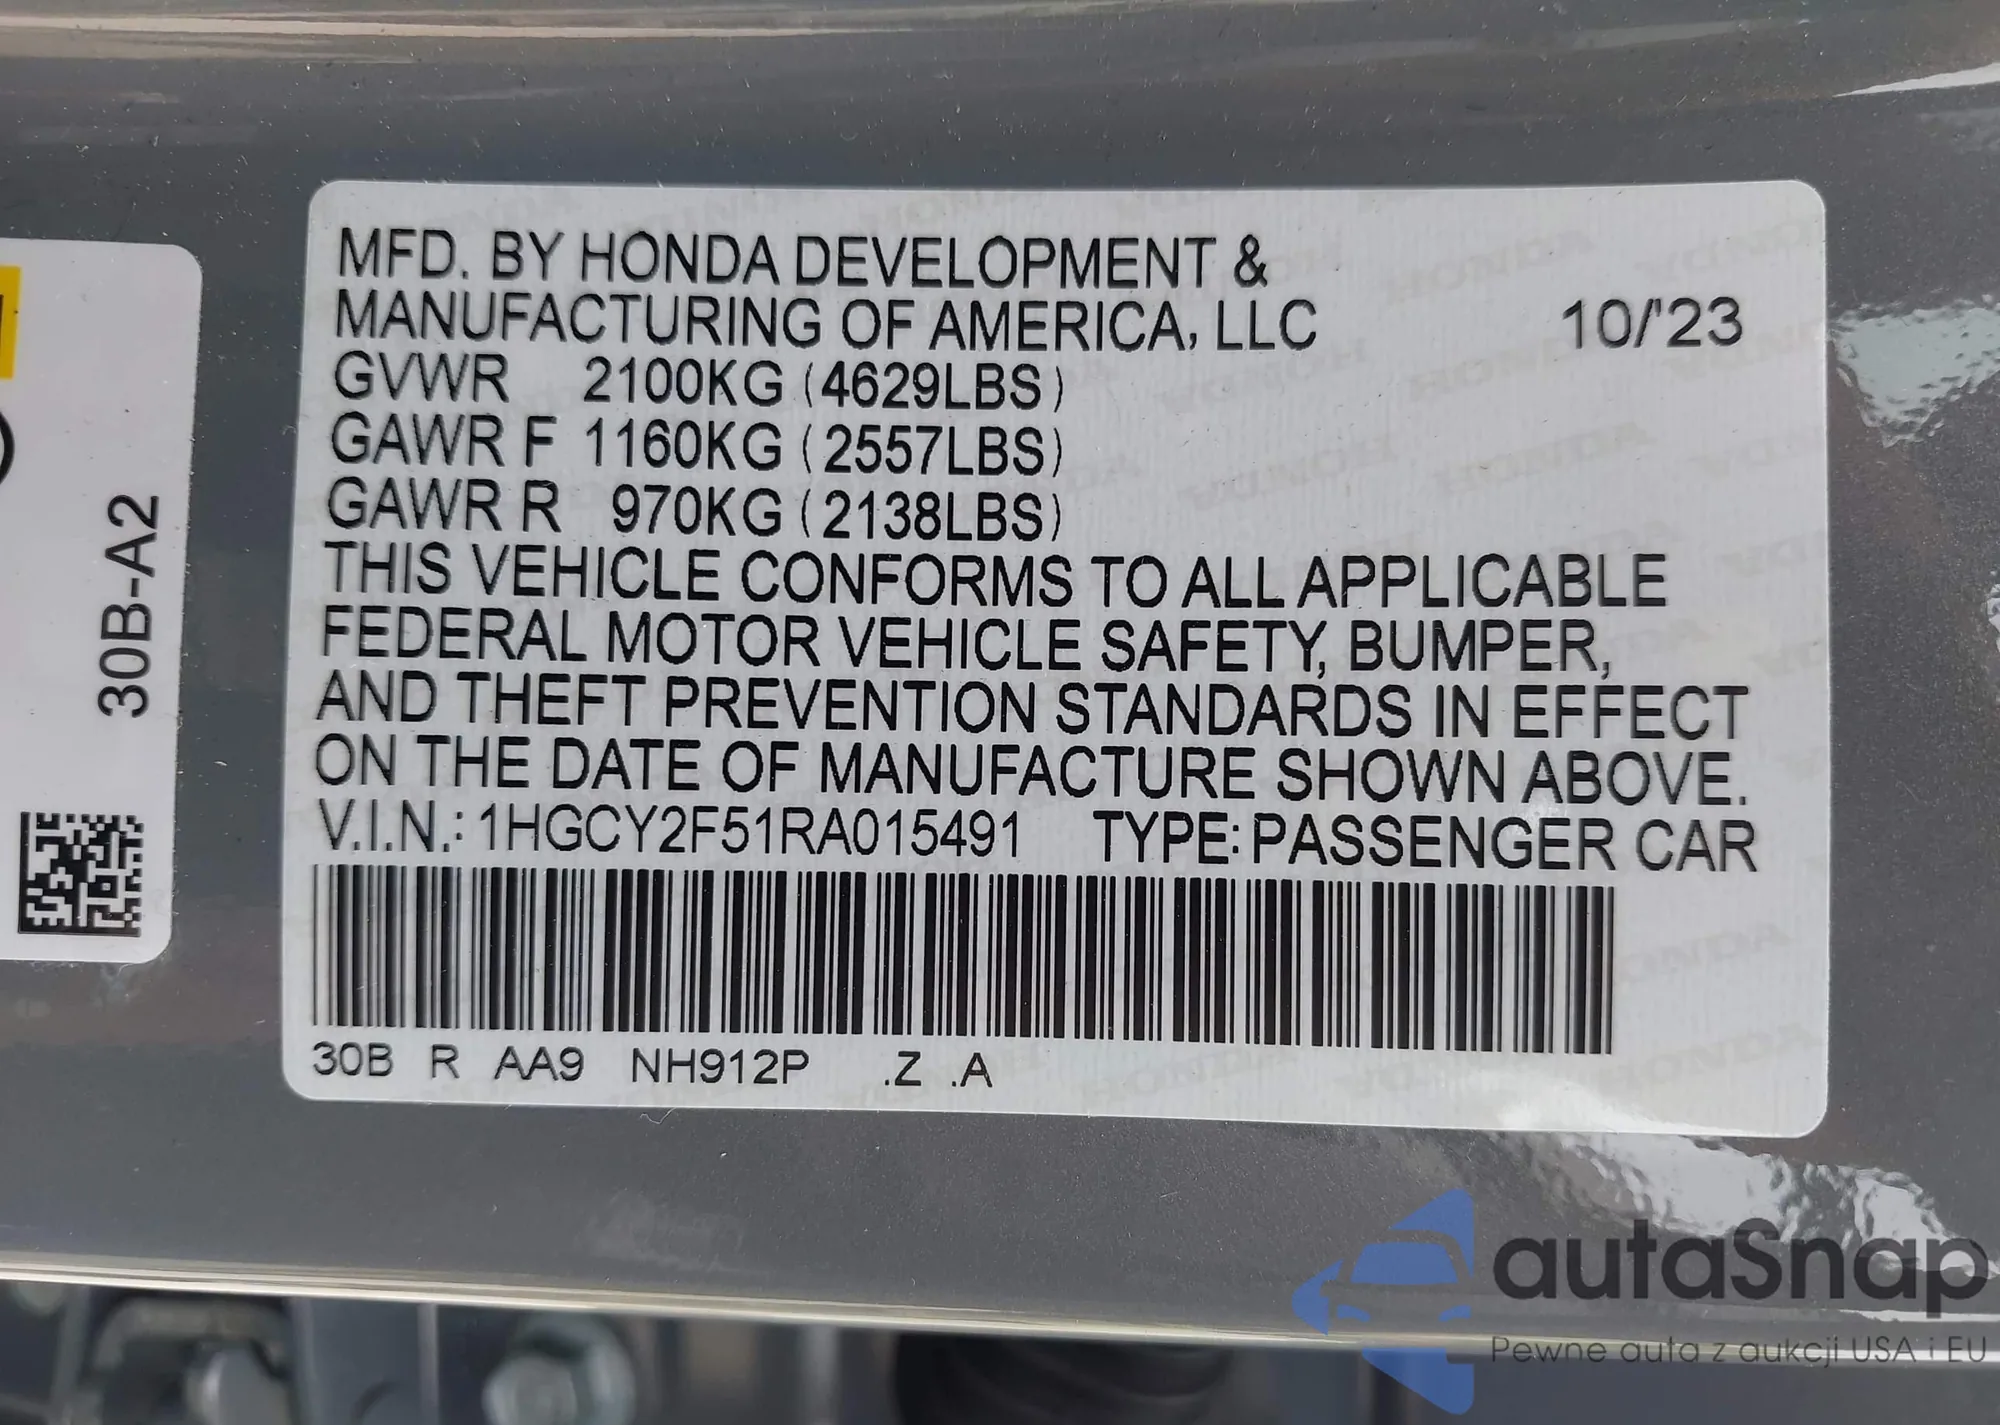 MFD. BY HONDA DEVELOPMENT &
MANUFACTURING OF AMERICA, LLC 10/'23
GVWR 2100KG (4629LBS)
GAWR F 1160KG (2557LBS)
GAWR R 970KG (2138LBS)
THIS VEHICLE CONFORMS TO ALL APPLICABLE
FEDERAL MOTOR VEHICLE SAFETY, BUMPER,
AND THEFT PREVENTION STANDARDS IN EFFECT
ON THE DATE OF MANUFACTURE SHOWN ABOVE.
V.I.N.: 1HGCY2F51RA015491 TYPE: PASSENGER CAR
30B R AA9 NH912P .Z .A
30B-A2
autaSnap
Pewne auta z aukcji USA i EU